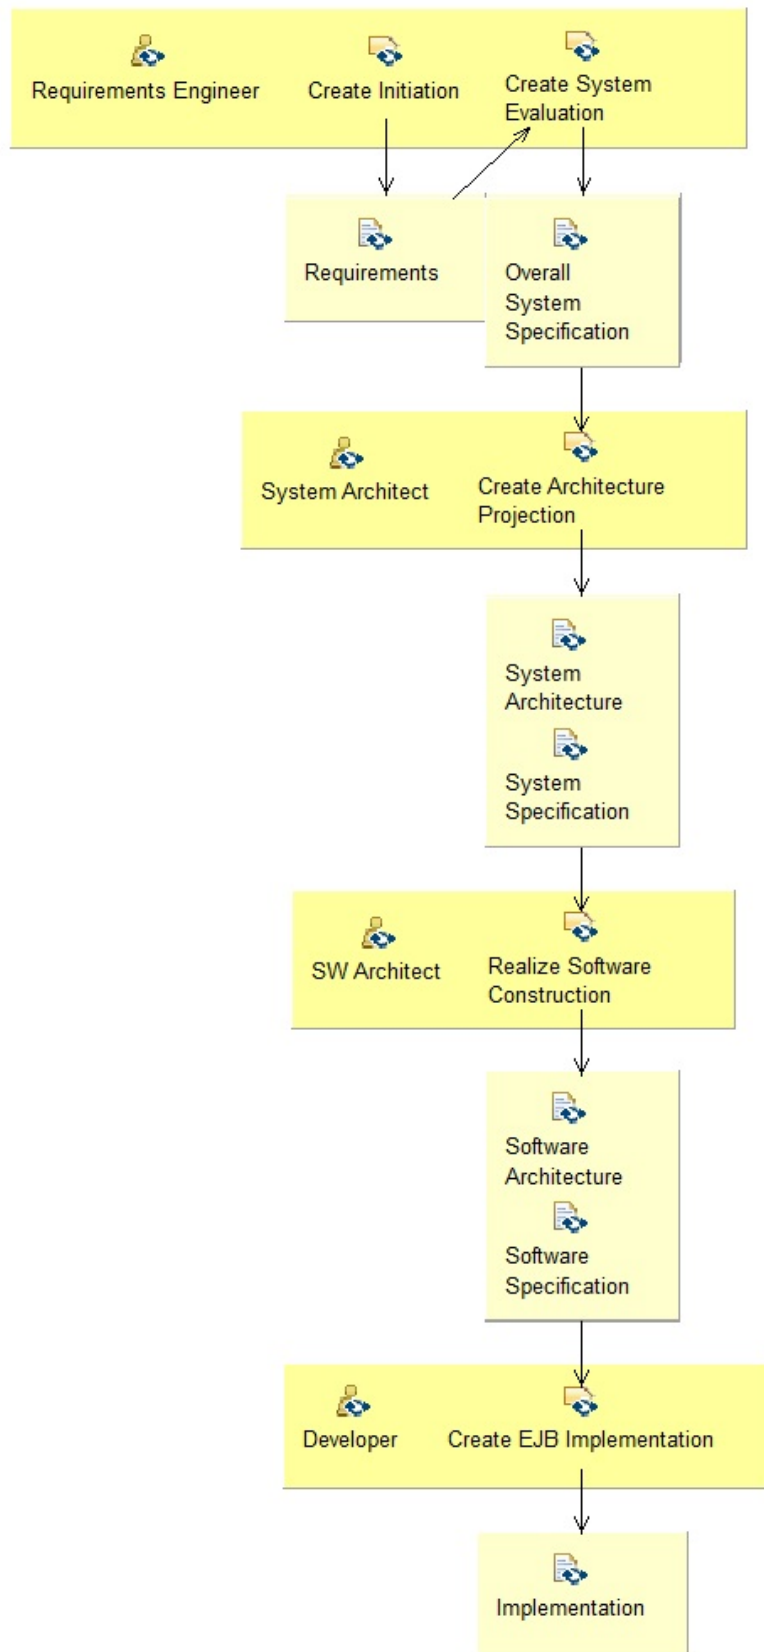 Requirements Engineer
Create Initiation
Create System
Evaluation
Requirements
Overall
System
Specification
System Architect
Create Architecture
Projection
System
Architecture
System
Specification
SW Architect
Realize Software
Construction
Software
Architecture
Software
Specification
Developer
Create EJB Implementation
Implementation